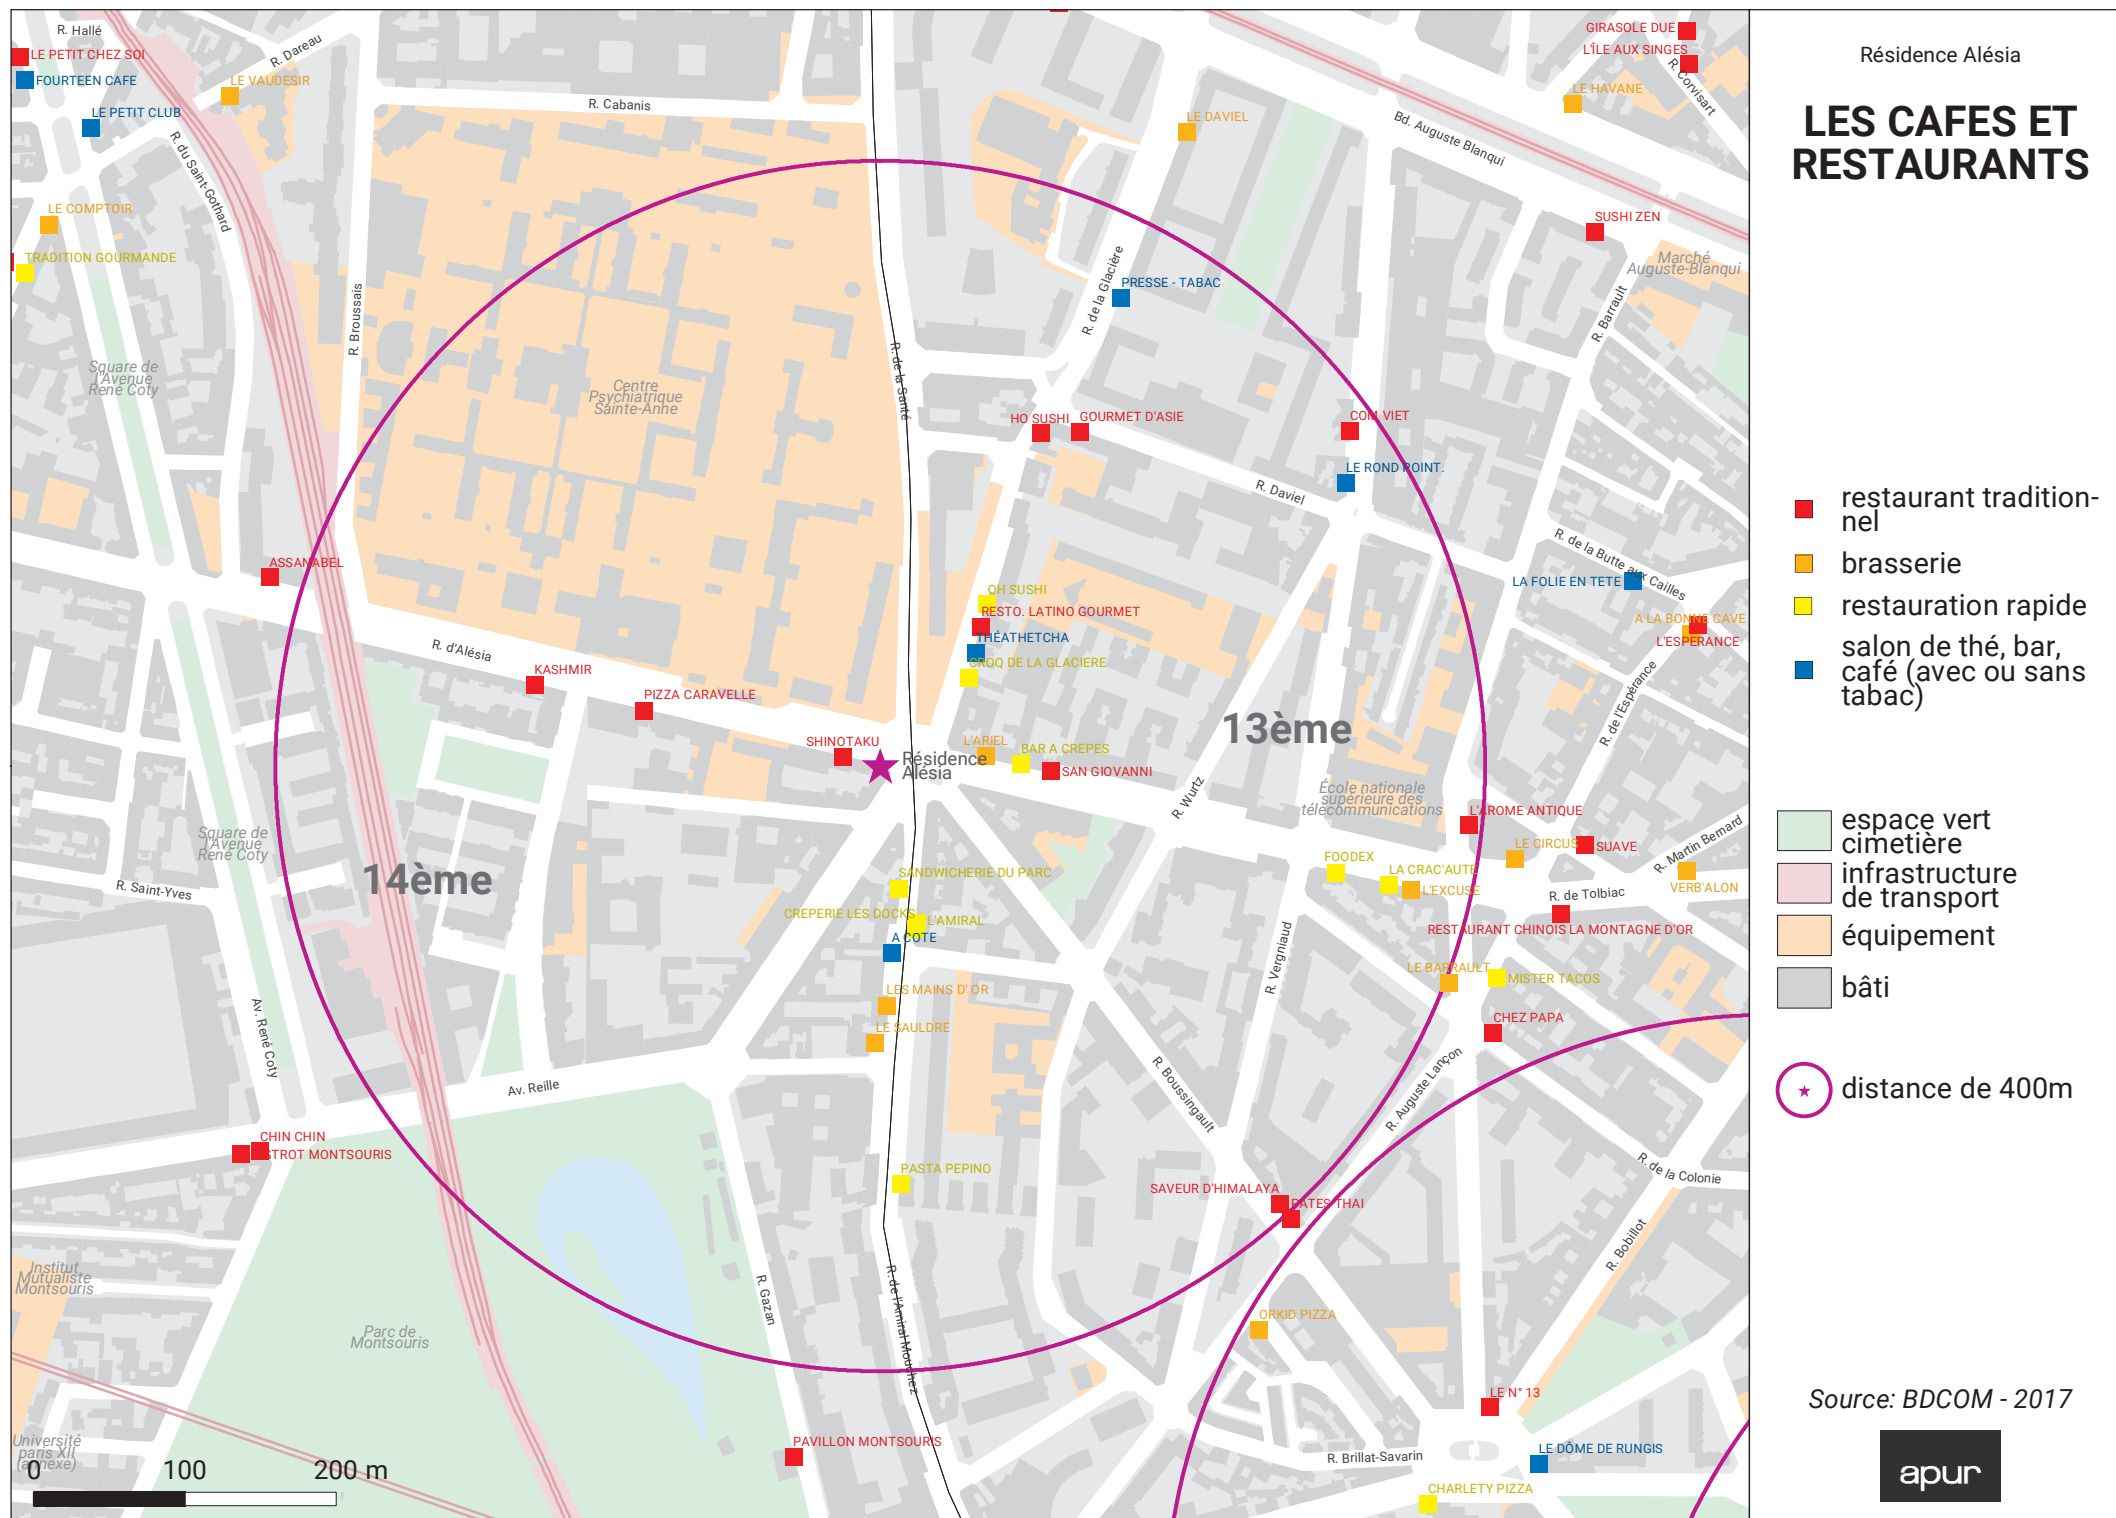 R. Hallé
LE PETIT CHEZ SOI
FOURTEEN CAFE
LE PETIT CLUB
R. Dareau
LE VAUDESIR
R. du Saint-Gothard
LE COMPTOIR
TRADITION GOURMANDE
R. Cabanis
R. Broussais
Square de
l'Avenue
René Coty
Centre
Psychiatrique
Sainte-Anne
R. de la Santé
LE DAVIEL
R. de la Glacière
PRESSE - TABAC
Bd. Auguste Blanqui
GIRASOLE DUE
L'ÎLE AUX SINGES
R. Corvisart
LE HAVANE
SUSHI ZEN
Marché
Auguste-Blanqui
R. Barrault
HO SUSHI
GOURMET D'ASIE
COM VIET
LE ROND POINT.
R. Daviel
R. de la Butte aux Cailles
LA FOLIE EN TETE
A LA BONNE CAVE
L'ESPERANCE
R. de l'Espérance
ASSANABEL
R. d'Alésia
KASHMIR
PIZZA CARAVELLE
SHINOTAKU
Résidence
Alésia
OH SUSHI
RESTO. LATINO GOURMET
THÉATHETCHA
CROQ DE LA GLACIERE
L'ARIEL
BAR A CREPES
SAN GIOVANNI
13ème
R. Wurtz
École nationale
supérieure des
télécommunications
L'AROME ANTIQUE
LE CIRCUS
SUAVE
R. Martin Bernard
VERB'ALON
FOODEX
LA CRAC'AUTE
L'EXCUSE
R. de Tolbiac
RESTAURANT CHINOIS LA MONTAGNE D'OR
LE BARRAULT
MISTER TACOS
CHEZ PAPA
Square de
l'Avenue
René Coty
14ème
R. Saint-Yves
SANDWICHERIE DU PARC
CREPERIE LES DOCKS
L'AMIRAL
A COTE
LES MAINS D' OR
LE SAULDRE
R. Vergniaud
Av. René Coty
Av. Reille
R. Boussingault
R. Auguste Lançon
CHIN CHIN
STROT MONTSOURIS
PASTA PEPINO
SAVEUR D'HIMALAYA
PATES THAI
R. de la Colonie
R. Bobillot
Institut
Mutualiste
Montsouris
Parc de
Montsouris
R. Gazan
R. de l'Amiral Mouchez
ORKID PIZZA
LE N° 13
PAVILLON MONTSOURIS
R. Brillat-Savarin
LE DÔME DE RUNGIS
CHARLETY PIZZA
Université
paris XII
(annexe)
0 100 200 m
Résidence Alésia
LES CAFES ET
RESTAURANTS
restaurant tradition-
nel
brasserie
restauration rapide
salon de thé, bar,
café (avec ou sans
tabac)
espace vert
cimetière
infrastructure
de transport
équipement
bâti
distance de 400m
Source: BDCOM - 2017
apur